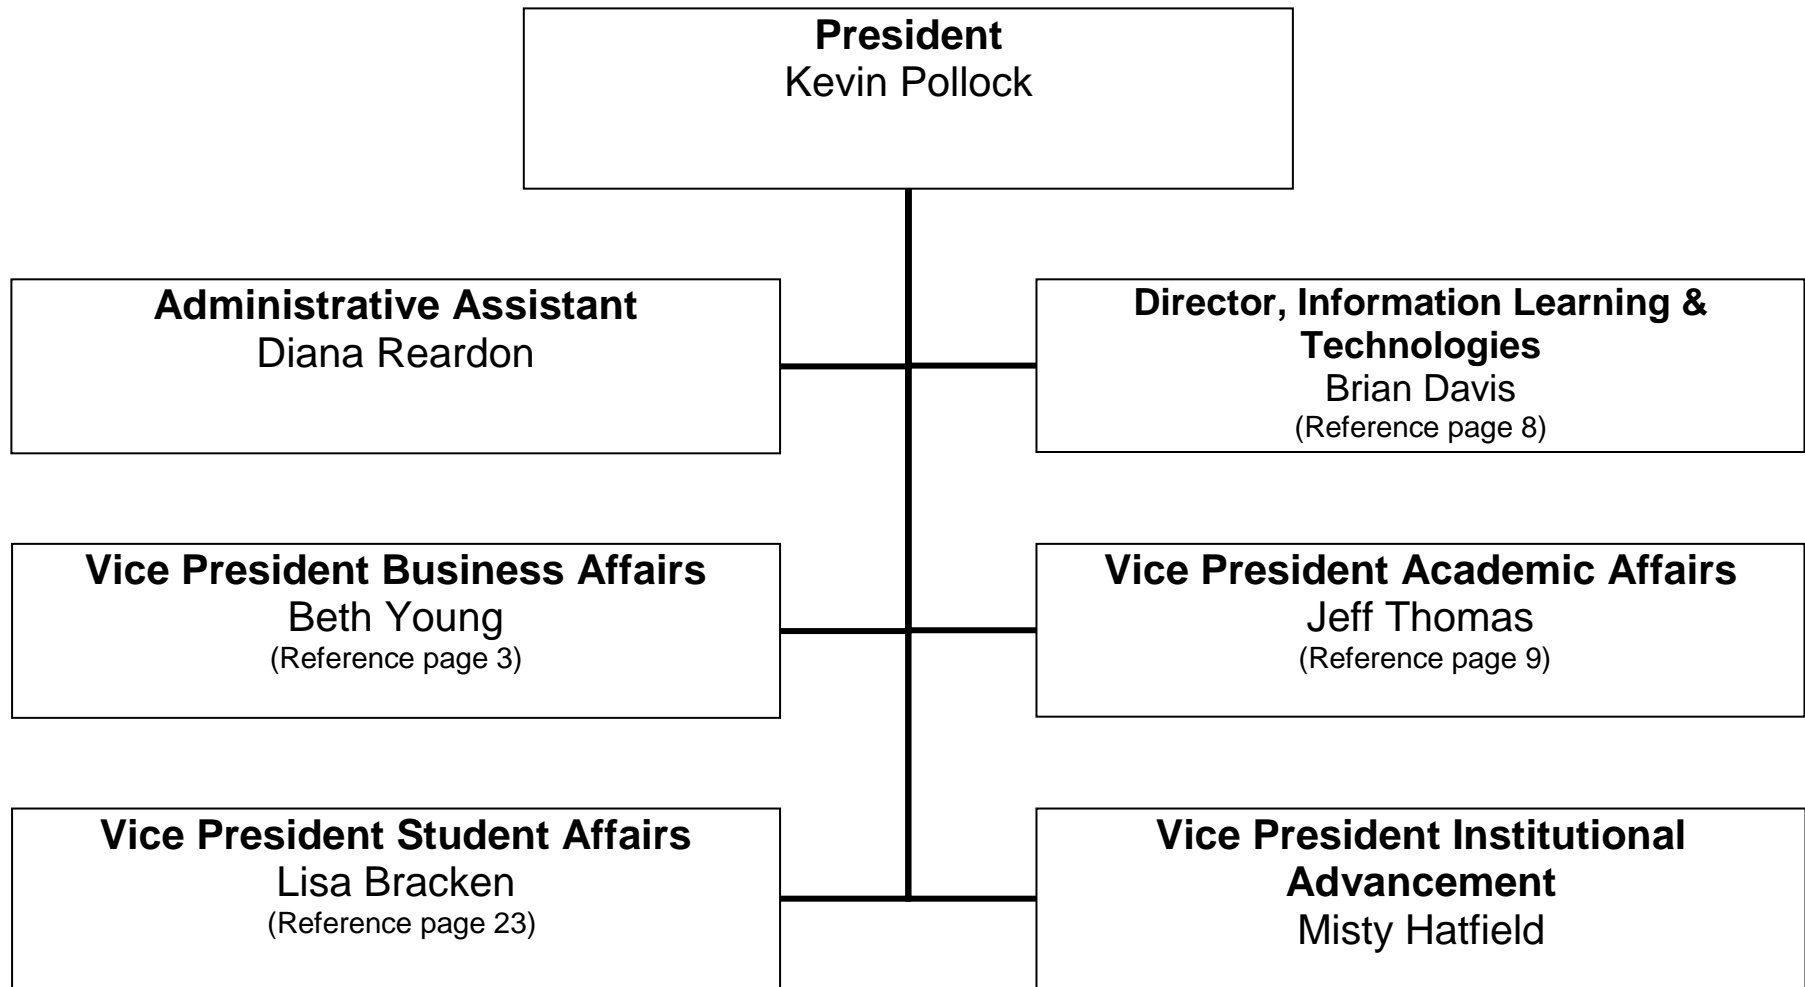 President
Kevin Pollock
Administrative Assistant
Diana Reardon
Director, Information Learning &
Technologies
Brian Davis
(Reference page 8)
Vice President Business Affairs
Beth Young
(Reference page 3)
Vice President Academic Affairs
Jeff Thomas
(Reference page 9)
Vice President Student Affairs
Lisa Bracken
(Reference page 23)
Vice President Institutional
Advancement
Misty Hatfield